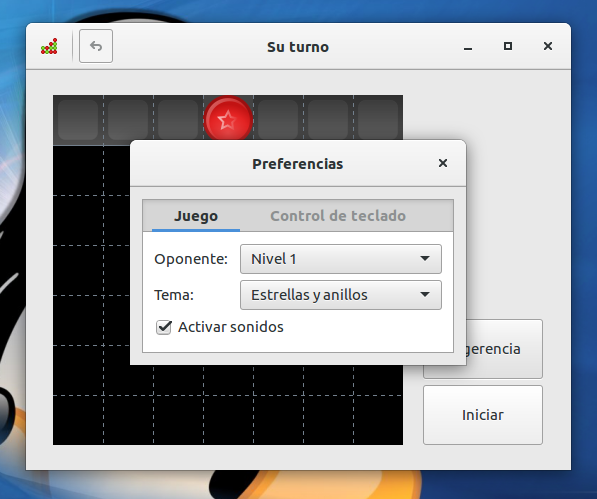 Su turno
Preferencias
Juego Control de teclado
Oponente: Nivel 1
Tema: Estrellas y anillos
Activar sonidos
gerencia
Iniciar